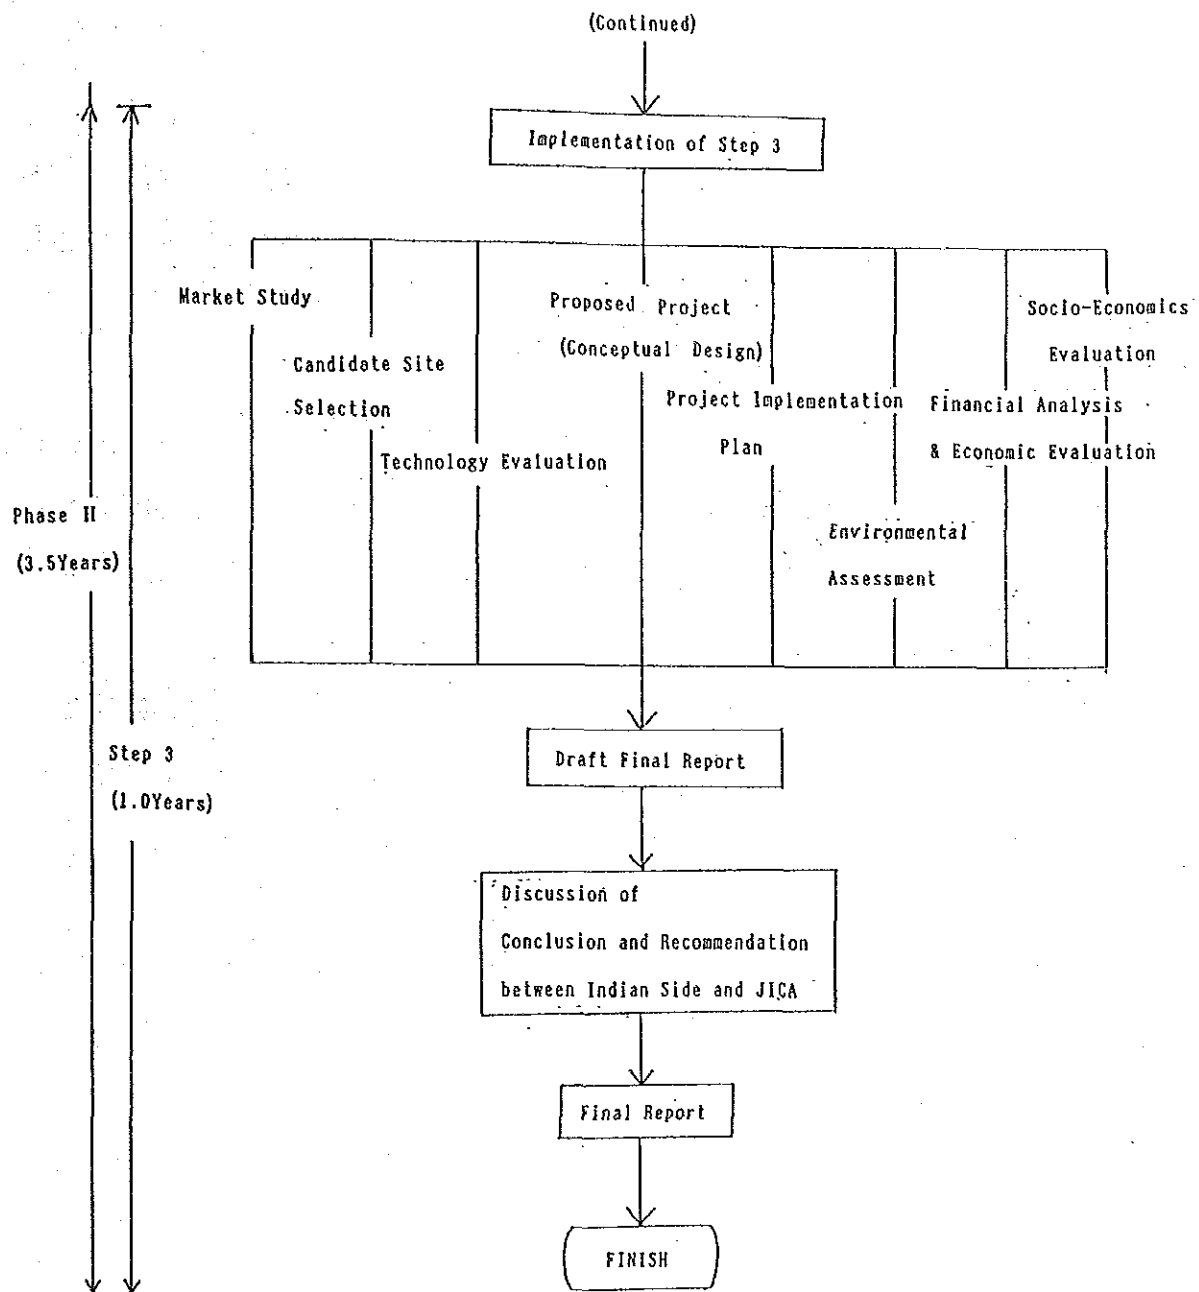 (Continued)
Implementation of Step 3
Market Study
Candidate Site
Selection
Technology Evaluation
Proposed Project
(Conceptual Design)
Project Implementation
Plan
Environmental
Assessment
Financial Analysis
& Economic Evaluation
Socio-Economics
Evaluation
Phase II
(3.5Years)
Step 3
(1.0Years)
Draft Final Report
Discussion of
Conclusion and Recommendation
between Indian Side and JICA
Final Report
FINISH